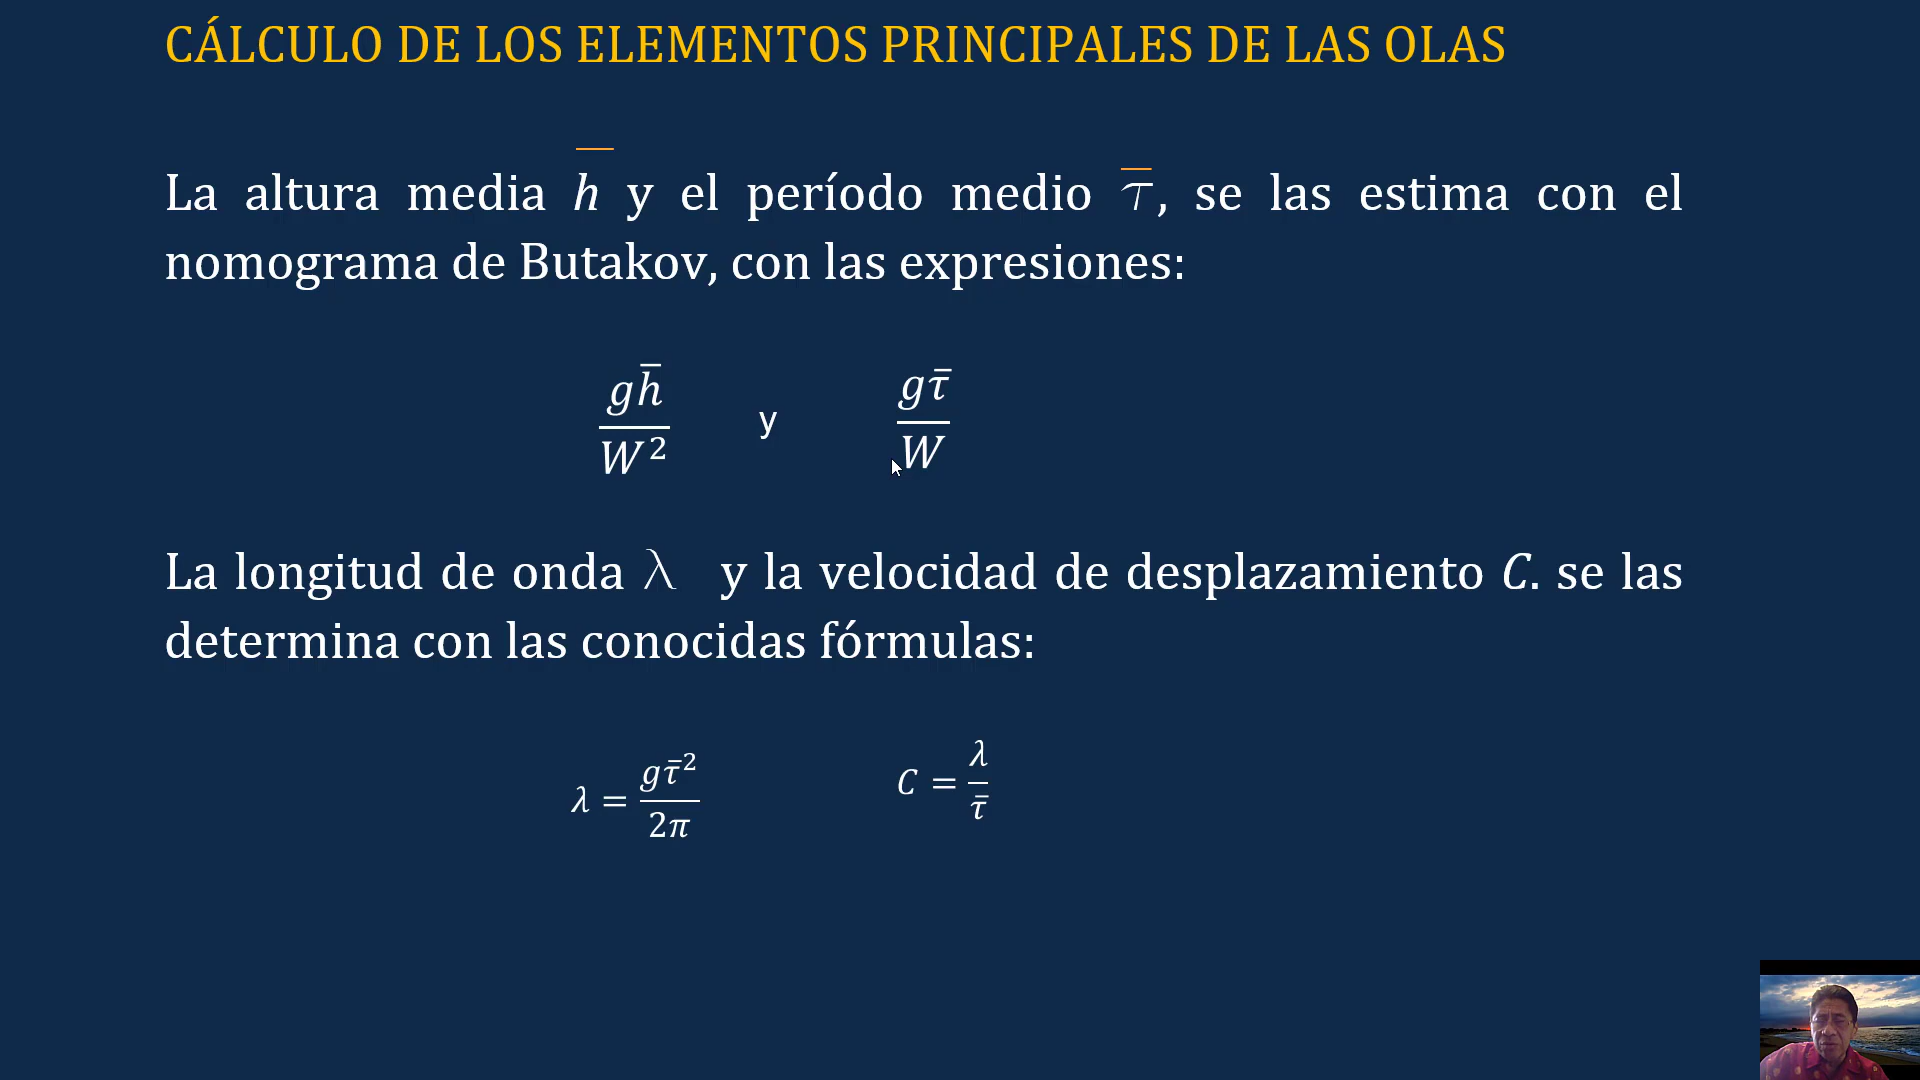 CÁLCULO DE LOS ELEMENTOS PRINCIPALES DE LAS OLAS
La altura media h̅ y el período medio τ̅, se las estima con el
nomograma de Butakov, con las expresiones:
gh̅/W² y gτ̅/W
La longitud de onda λ y la velocidad de desplazamiento C. se las
determina con las conocidas fórmulas:
λ = gτ̅²/2π C = λ/τ̅